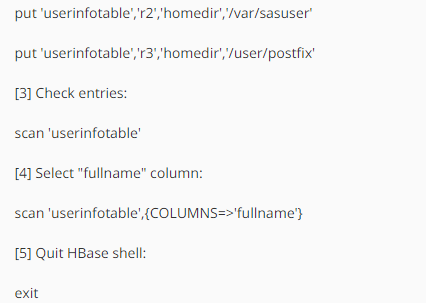 put 'userinfotable','r2','homedir','/var/sasuser'
put 'userinfotable','r3','homedir','/user/postfix'
[3] Check entries:
scan 'userinfotable'
[4] Select "fullname" column:
scan 'userinfotable',{COLUMNS=>'fullname'}
[5] Quit HBase shell:
exit